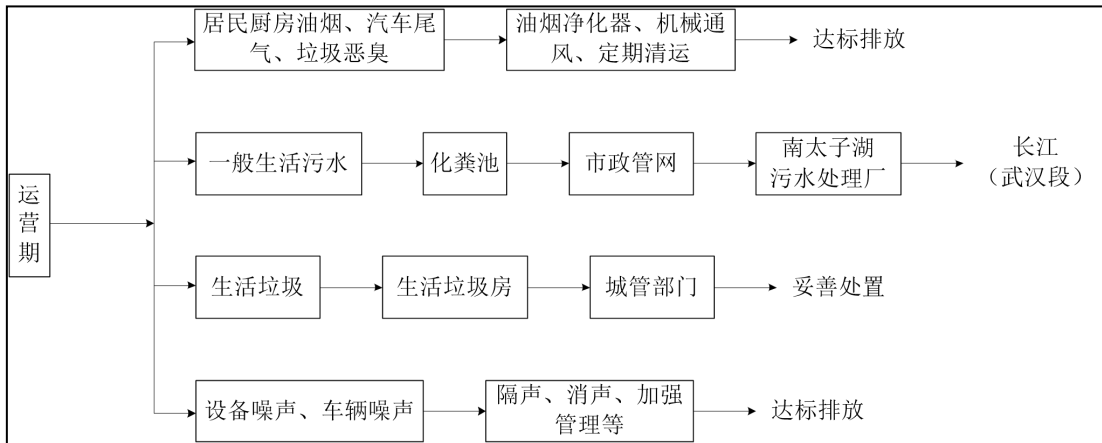 居民厨房油烟、汽车尾
气、垃圾恶臭
油烟净化器、机械通
风、定期清运
达标排放
一般生活污水
化粪池
市政管网
南太子湖
污水处理厂
长江
（武汉段）
运
营
期
生活垃圾
生活垃圾房
城管部门
妥善处置
设备噪声、车辆噪声
隔声、消声、加强
管理等
达标排放